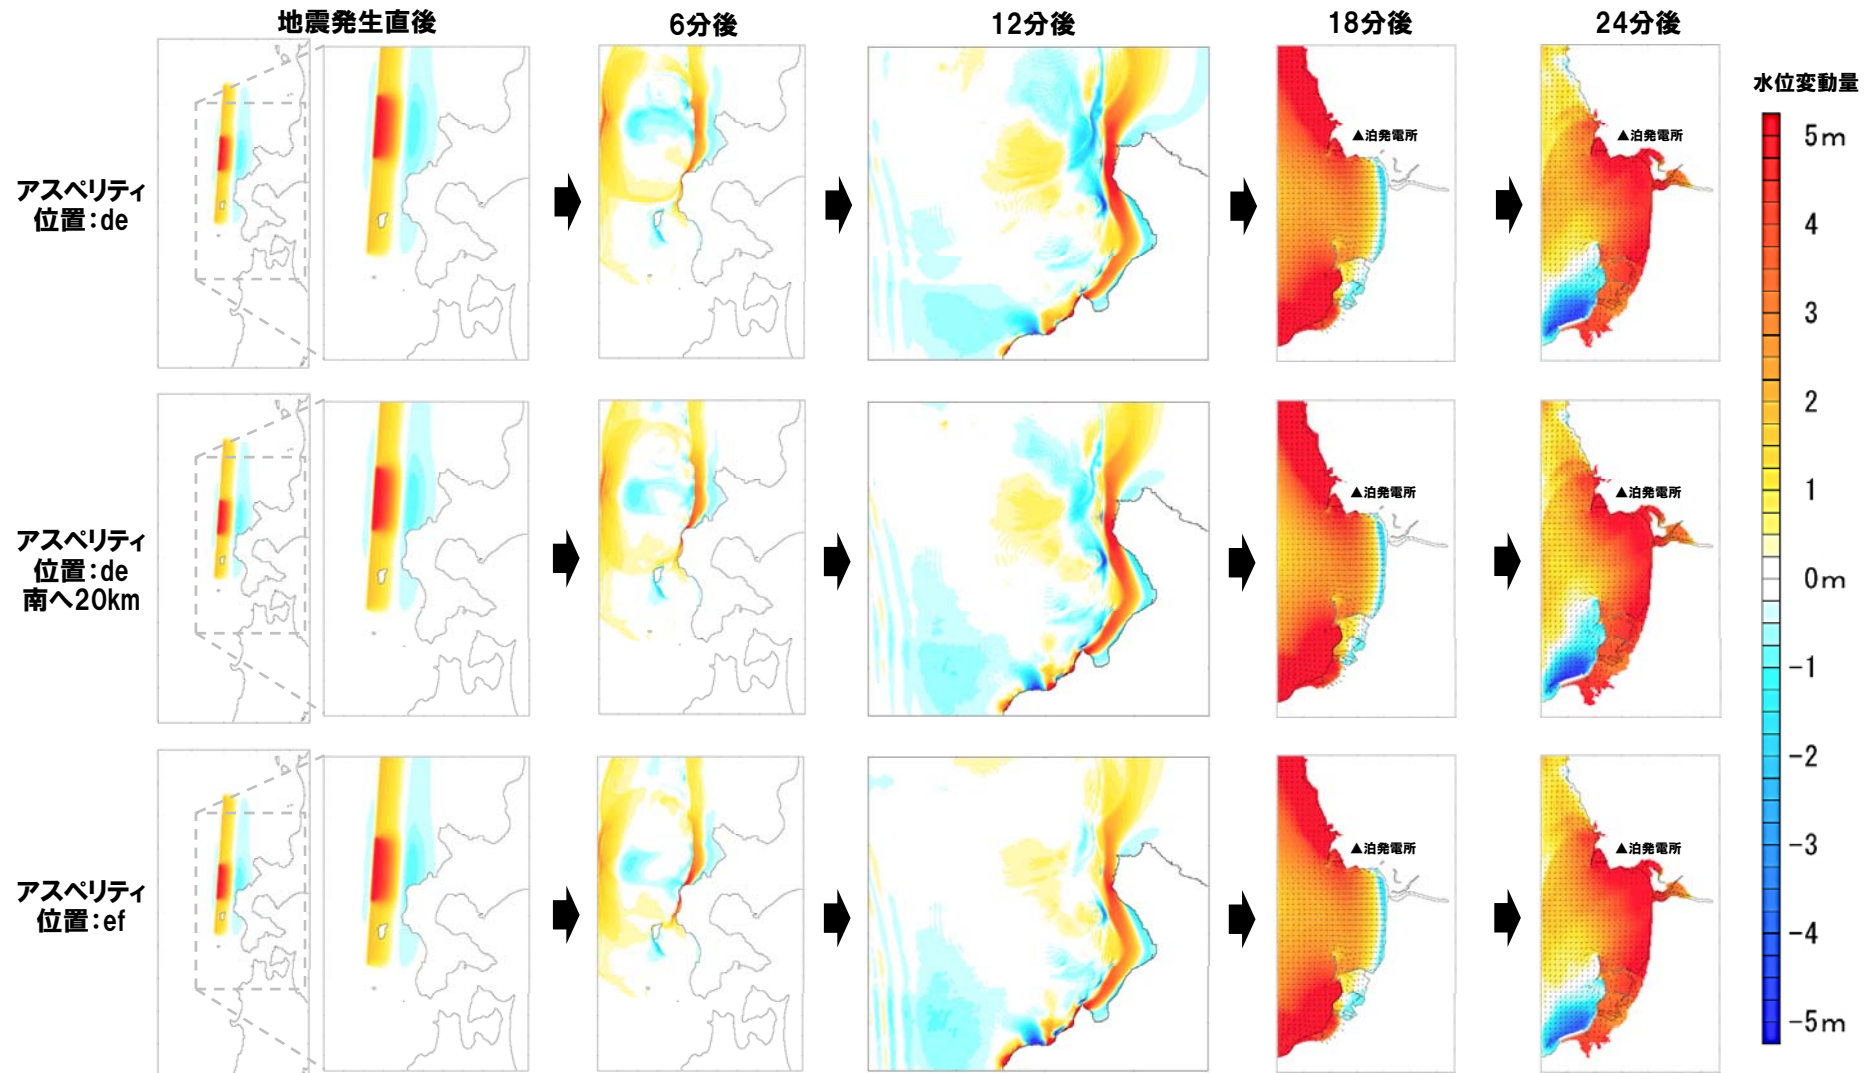 地震発生直後
6分後
12分後
18分後
24分後
水位変動量
アスペリティ
位置:de
▲泊発電所
▲泊発電所
アスペリティ
位置:de
南へ20km
▲泊発電所
▲泊発電所
アスペリティ
位置:ef
▲泊発電所
▲泊発電所
5m
4
3
2
1
0m
-1
-2
-3
-4
-5m